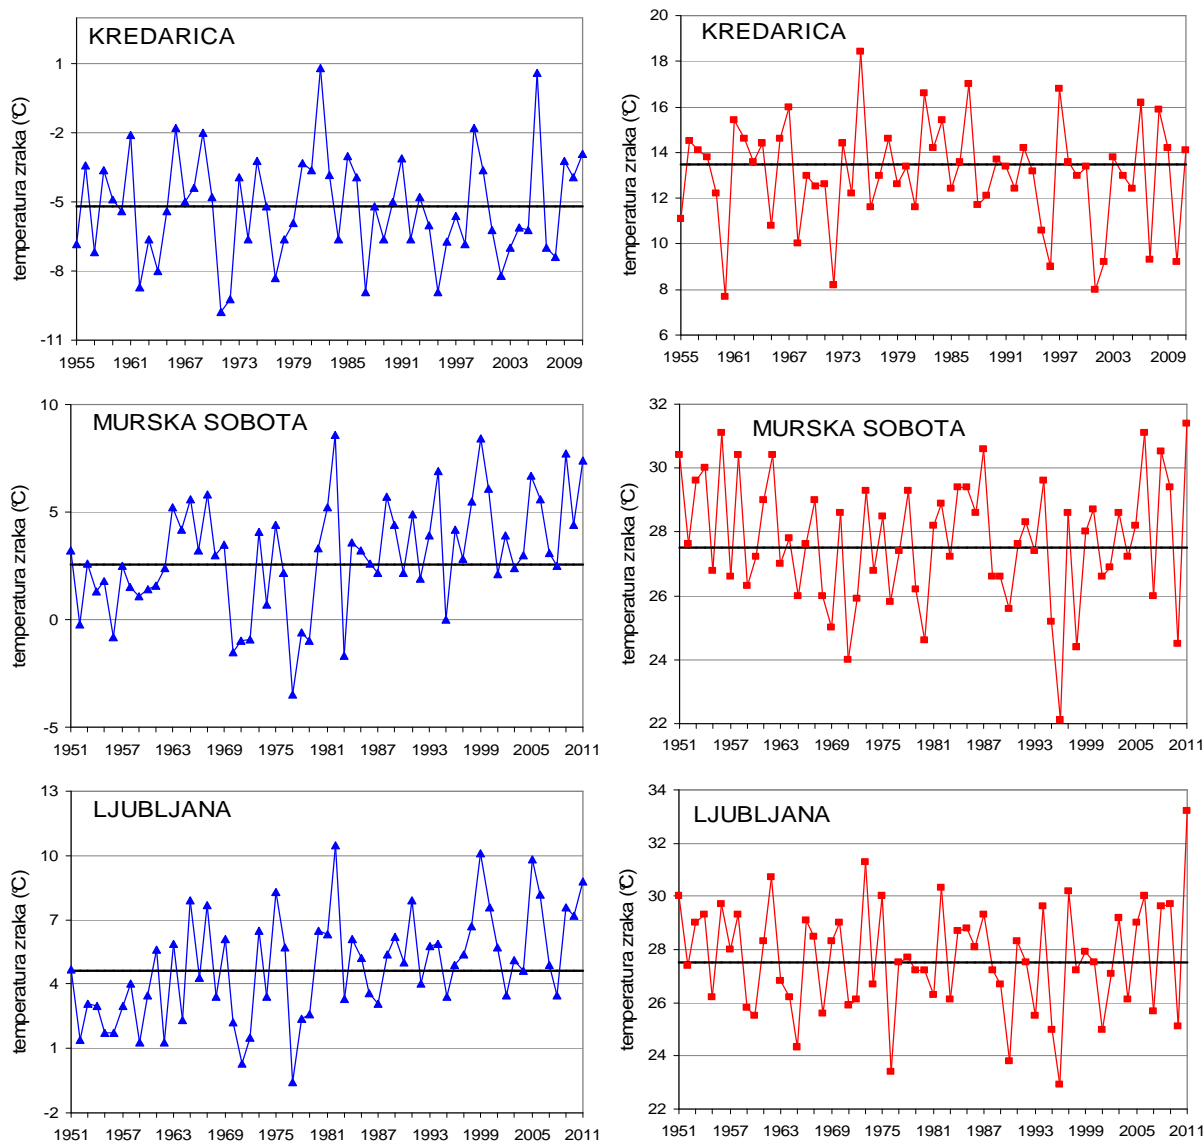 KREDARICA
temperatura zraka (°C)
1
-2
-5
-8
-11
1955 1961 1967 1973 1979 1985 1991 1997 2003 2009
KREDARICA
temperatura zraka (°C)
20
18
16
14
12
10
8
6
1955 1961 1967 1973 1979 1985 1991 1997 2003 2009
MURSKA SOBOTA
temperatura zraka (°C)
10
5
0
-5
1951 1957 1963 1969 1975 1981 1987 1993 1999 2005 2011
MURSKA SOBOTA
temperatura zraka (°C)
32
30
28
26
24
22
1951 1957 1963 1969 1975 1981 1987 1993 1999 2005 2011
LJUBLJANA
temperatura zraka (°C)
13
10
7
4
1
-2
1951 1957 1963 1969 1975 1981 1987 1993 1999 2005 2011
LJUBLJANA
temperatura zraka (°C)
34
32
30
28
26
24
22
1951 1957 1963 1969 1975 1981 1987 1993 1999 2005 2011